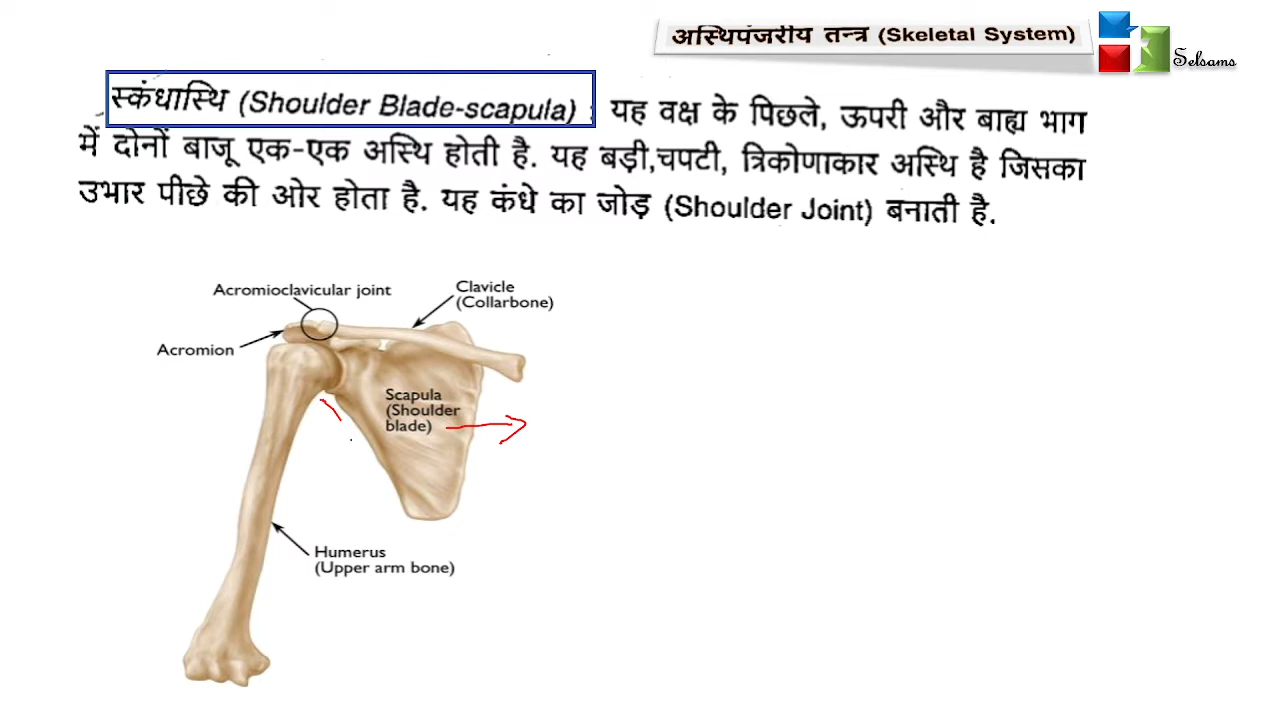 अस्थिपंजरीय तन्त्र (Skeletal System)
Selsams
स्कंधास्थि (Shoulder Blade-scapula) : यह वक्ष के पिछले, ऊपरी और बाह्य भाग
में दोनों बाजू एक-एक अस्थि होती है. यह बड़ी,चपटी, त्रिकोणाकार अस्थि है जिसका
उभार पीछे की ओर होता है. यह कंधे का जोड़ (Shoulder Joint) बनाती है.
Acromioclavicular joint
Clavicle
(Collarbone)
Acromion
Scapula
(Shoulder
blade)
Humerus
(Upper arm bone)